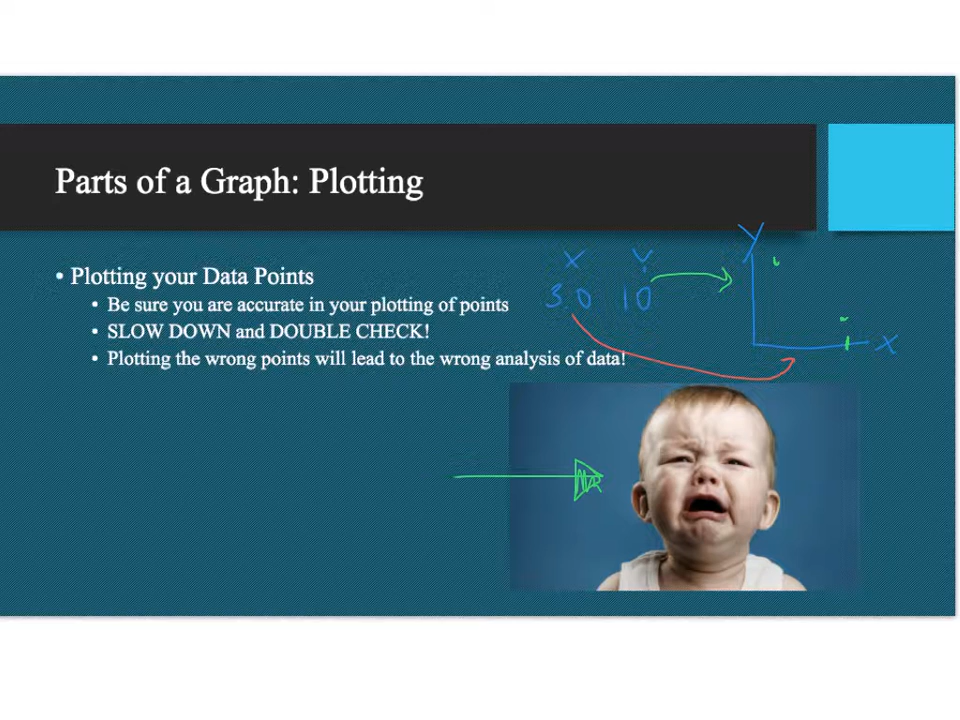 Parts of a Graph: Plotting
• Plotting your Data Points
• Be sure you are accurate in your plotting of points
• SLOW DOWN and DOUBLE CHECK!
• Plotting the wrong points will lead to the wrong analysis of data!
X Y
30 10
Y
X